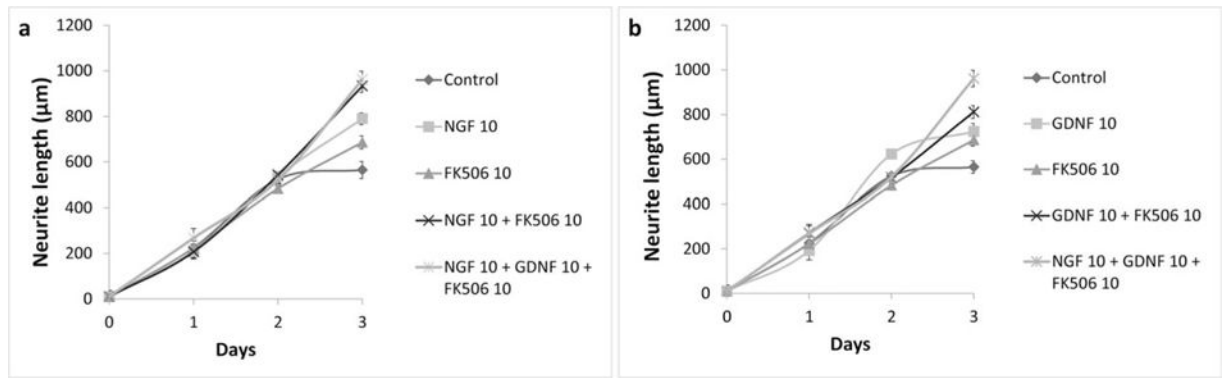 a
1200
1000
800
600
400
200
0
Neurite length (μm)
0 1 2 3
Days
Control
NGF 10
FK506 10
NGF 10 + FK506 10
NGF 10 + GDNF 10 +
FK506 10
b
1200
1000
800
600
400
200
0
Neurite length (μm)
0 1 2 3
Days
Control
GDNF 10
FK506 10
GDNF 10 + FK506 10
NGF 10 + GDNF 10 +
FK506 10